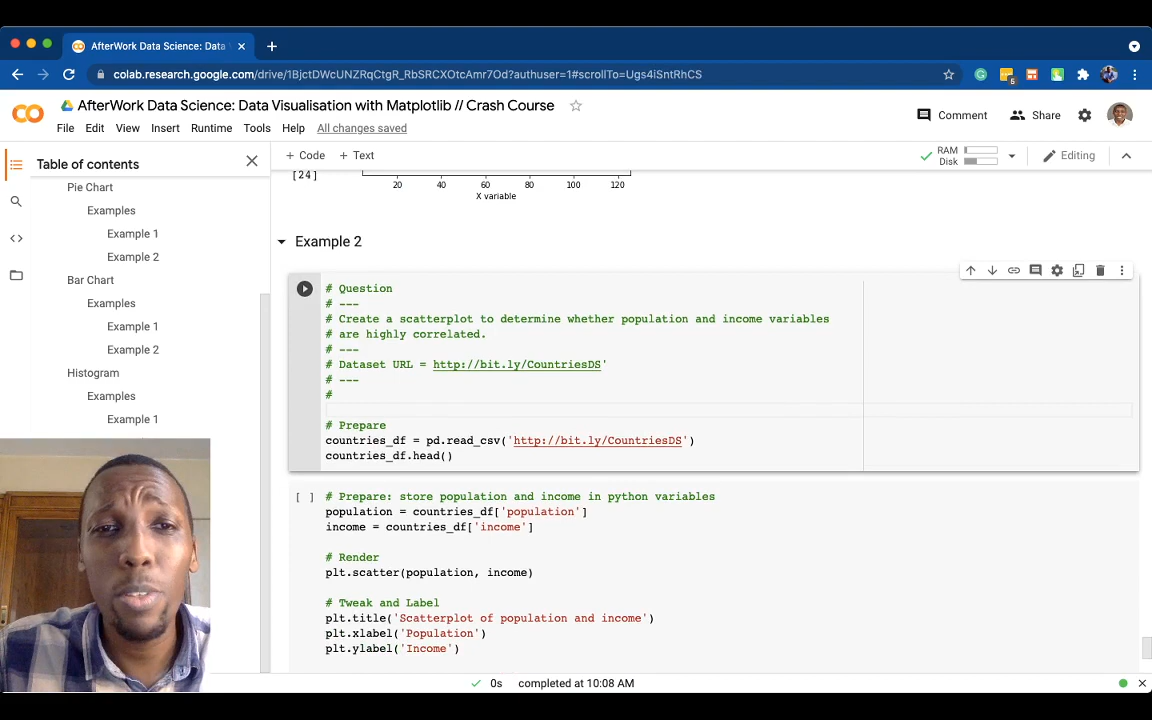 AfterWork Data Science: Data
colab.research.google.com/drive/1BjctDWcUNZRqCtgR_RbSRCXOtcAmr7Od?authuser=1#scrollTo=Ugs4iSntRhCS
6
CO
AfterWork Data Science: Data Visualisation with Matplotlib // Crash Course
Comment
Share
File Edit View Insert Runtime Tools Help All changes saved
Table of contents
Pie Chart
Examples
Example 1
Example 2
Bar Chart
Examples
Example 1
Example 2
Histogram
Examples
Example 1
+ Code + Text
RAM
Disk
Editing
[24]
20 40 60 80 100 120
X variable
Example 2
# Question
# ---
# Create a scatterplot to determine whether population and income variables
# are highly correlated.
# ---
# Dataset URL = http://bit.ly/CountriesDS'
# ---
#
# Prepare
countries_df = pd.read_csv('http://bit.ly/CountriesDS')
countries_df.head()
[ ] # Prepare: store population and income in python variables
population = countries_df['population']
income = countries_df['income']
# Render
plt.scatter(population, income)
# Tweak and Label
plt.title('Scatterplot of population and income')
plt.xlabel('Population')
plt.ylabel('Income')
0s completed at 10:08 AM